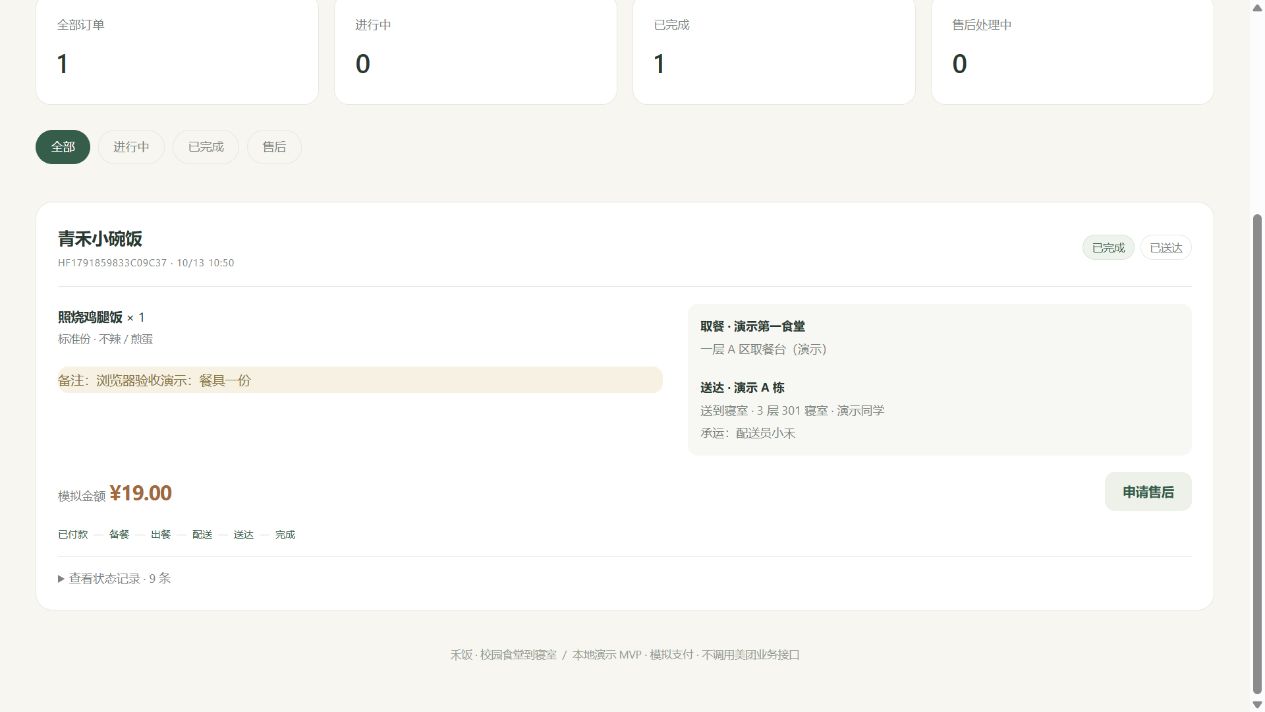 全部订单
1
进行中
0
已完成
1
售后处理中
0
全部
进行中
已完成
售后
青禾小碗饭
HF1791859833C09C37 · 10/13 10:50
已完成
已送达
照烧鸡腿饭 × 1
标准份 · 不辣 / 煎蛋
备注：浏览器验收演示：餐具一份
取餐 · 演示第一食堂
一层 A 区取餐台（演示）
送达 · 演示 A 栋
送到寝室 · 3 层 301 寝室 · 演示同学
承运：配送员小禾
模拟金额 ¥19.00
申请售后
已付款 — 备餐 — 出餐 — 配送 — 送达 — 完成
▶ 查看状态记录 · 9 条
禾饭 · 校园食堂到寝室 / 本地演示 MVP · 模拟支付 · 不调用美团业务接口